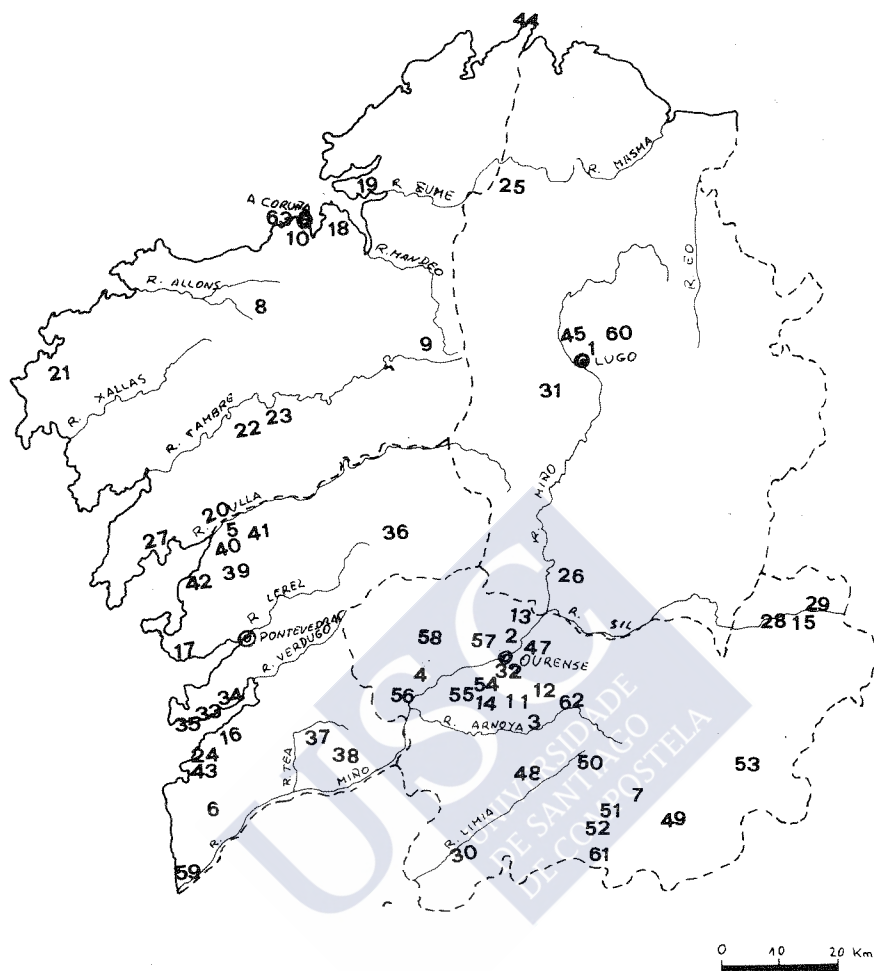 44
R. MASMA
19 R. EUME
25
A CORUÑA
63
10 18
R. MANDEO
R. EO
R. ALLONS
8
45 60
1
LUGO
9
21
R. XALLAS
31
R. TAMBRE
22 23
R. MIÑO
20
R. ULLA
5 41
40
27
36
42 39
26
R. LEREZ
13
R. SIL
29
28 15
17
PONTEVEDRA
58 57 2 47
OURENSE
R. VERDUGO
4
32
54 12
34
56 55 14 11 62
33
35 16
R. ARNOYA 3
37
24 38
43
R. TEA
MIÑO
48 50 53
6
R.
7
51
49
52
R. LIMIA
30
61
59
USC
UNIVERSIDADE
DE SANTIAGO
DE COMPOSTELA
0 10 20 Km